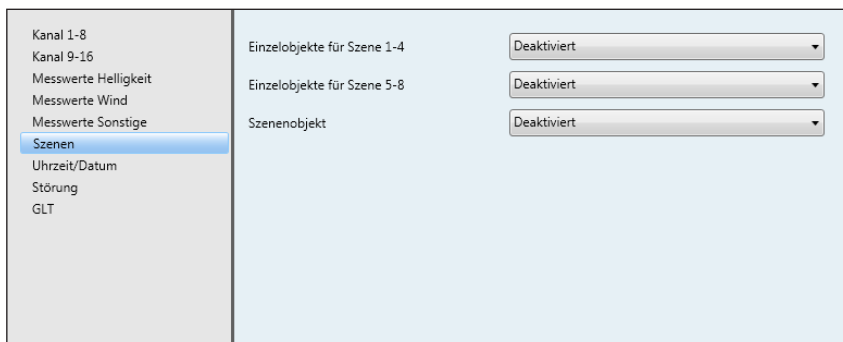 Kanal 1-8
Kanal 9-16
Messwerte Helligkeit
Messwerte Wind
Messwerte Sonstige
Szenen
Uhrzeit/Datum
Störung
GLT
Einzelobjekte für Szene 1-4 Deaktiviert
Einzelobjekte für Szene 5-8 Deaktiviert
Szenenobjekt Deaktiviert